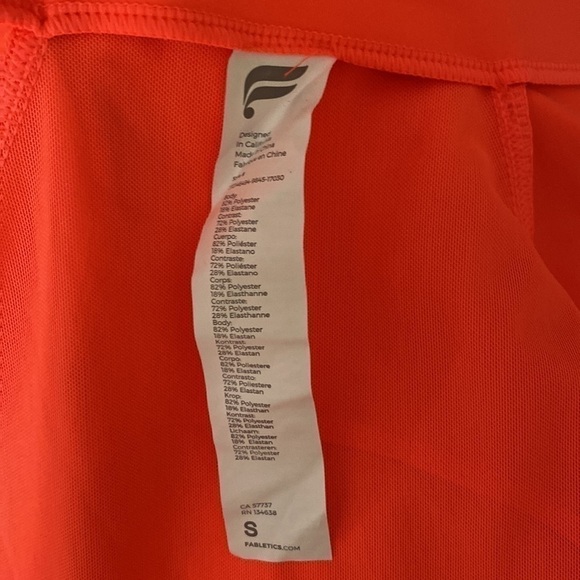 Designed
in California
Made in China
Fabric in China
Body:
82% Polyester
18% Elastane
Contrast:
72% Polyester
28% Elastane
Cuerpo:
82% Poliéster
18% Elastano
Contraste:
72% Poliéster
28% Elastano
Corps:
82% Polyester
18% Elasthanne
Contraste:
72% Polyester
28% Elasthanne
Body:
82% Polyester
18% Elastan
Kontrast:
72% Polyester
28% Elastan
Corpo:
82% Poliestere
18% Elastan
Contrasto:
72% Poliestere
28% Elastan
Krop:
82% Polyester
18% Elasthan
Kontrast:
72% Polyester
28% Elasthan
Lichaam:
82% Polyester
18% Elastan
Contrasteren:
72% Polyester
28% Elastan
CA 57737
RN 134638
S
FABLETICS.COM